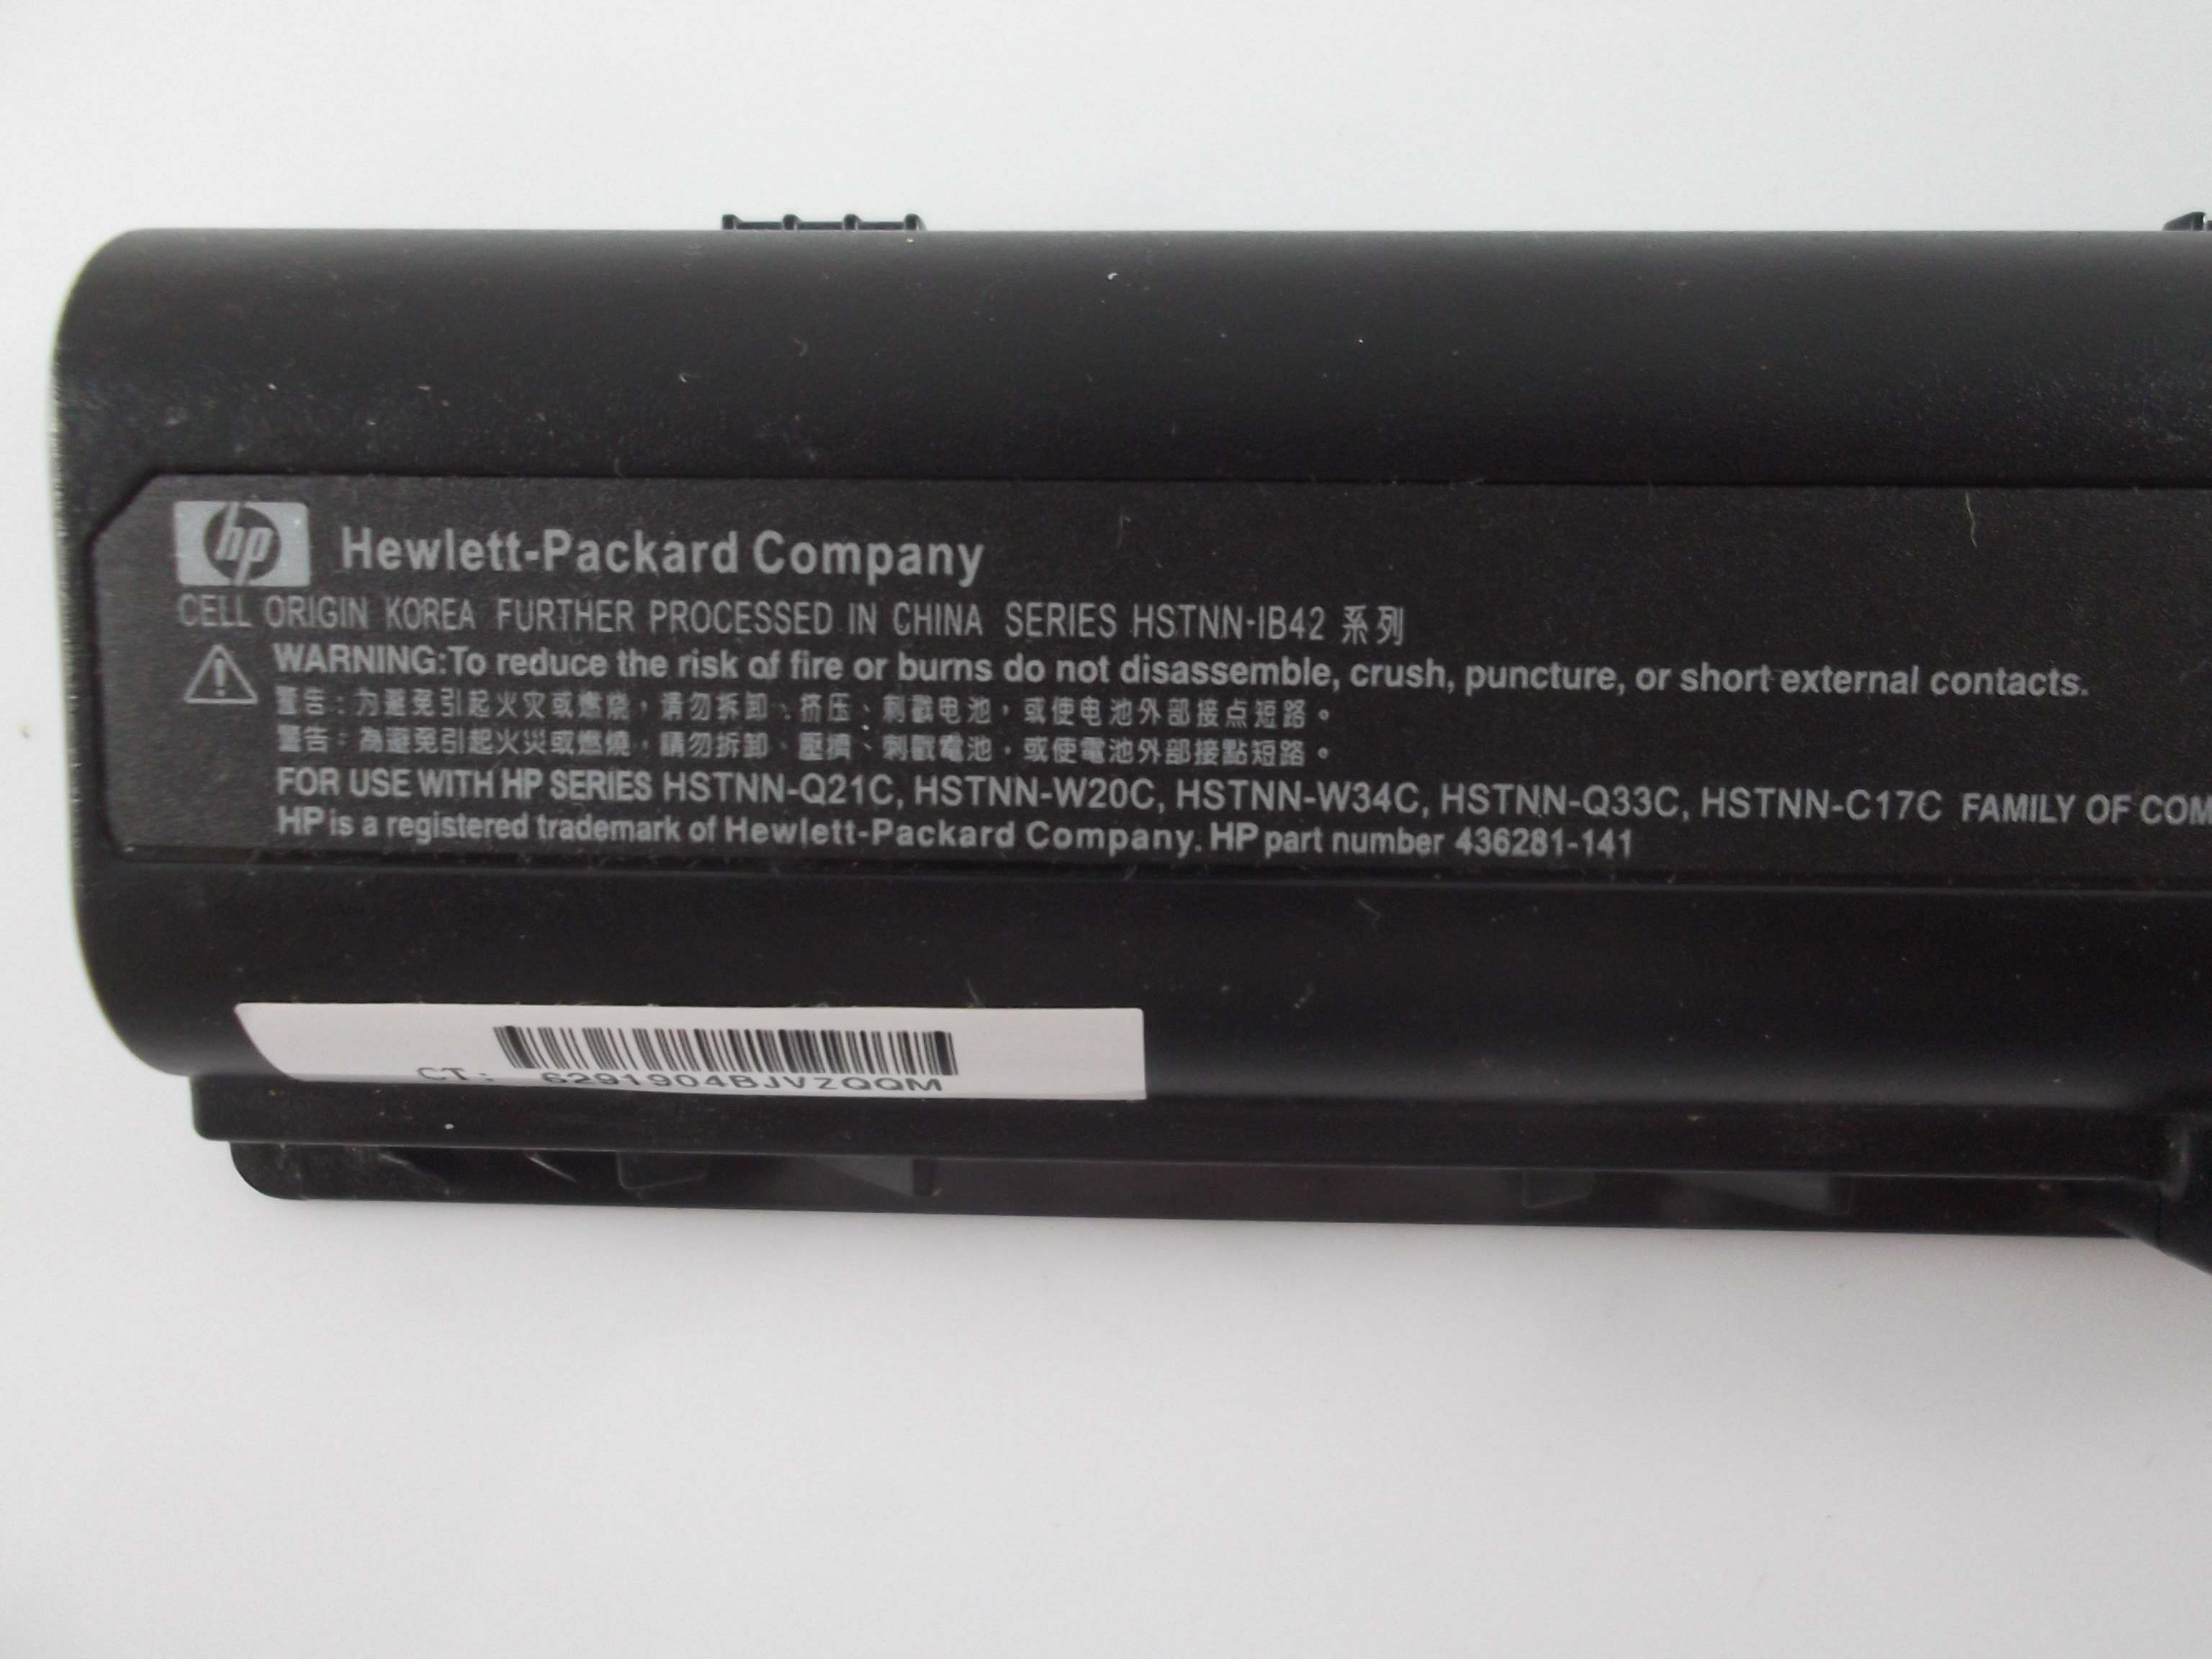 hp Hewlett-Packard Company
CELL ORIGIN KOREA FURTHER PROCESSED IN CHINA SERIES HSTNN-IB42 系列
WARNING:To reduce the risk of fire or burns do not disassemble, crush, puncture, or short external contacts.
警告：为避免引起火灾或燃烧，请勿拆卸、挤压、刺戳电池，或使电池外部接点短路。
警告：為避免引起火災或燃燒，請勿拆卸、壓擠、刺戳電池，或使電池外部接點短路。
FOR USE WITH HP SERIES HSTNN-Q21C, HSTNN-W20C, HSTNN-W34C, HSTNN-Q33C, HSTNN-C17C FAMILY OF COM
HP is a registered trademark of Hewlett-Packard Company. HP part number 436281-141
CT: 6291904BJVZQQM